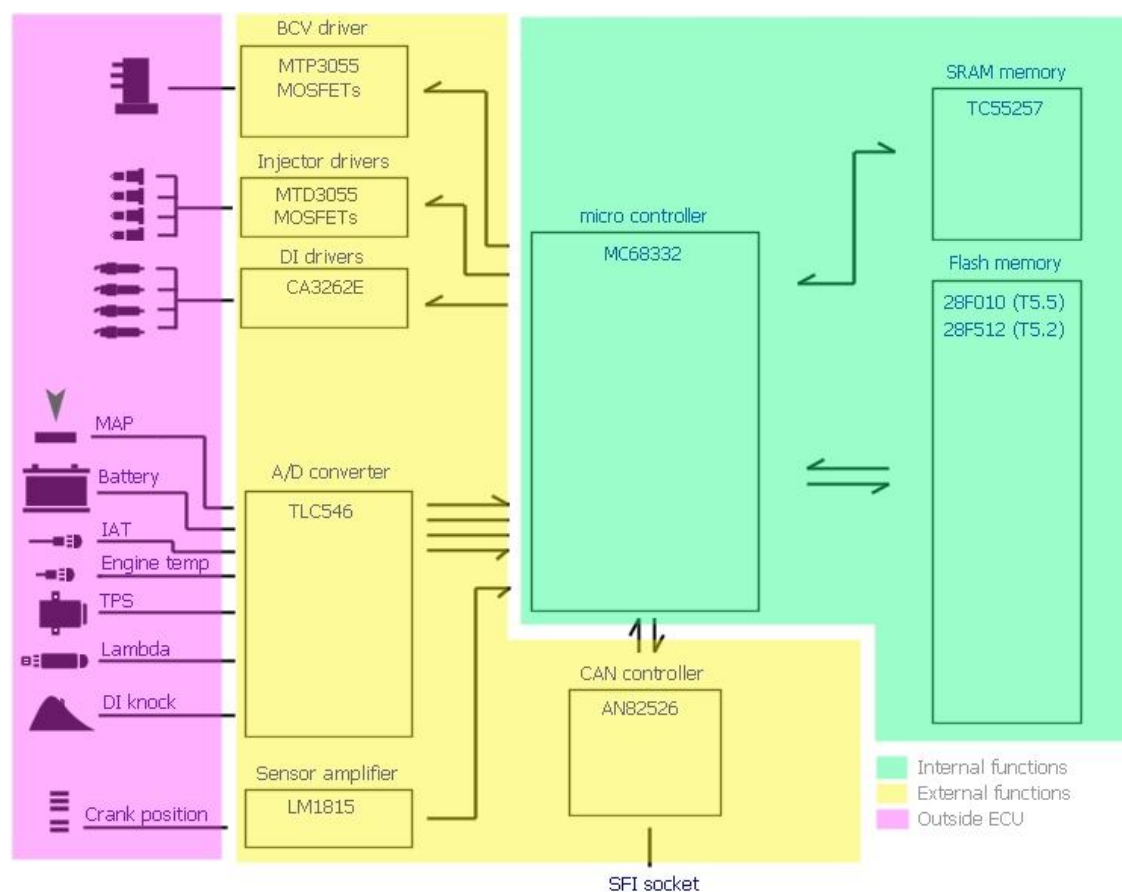 BCV driver
MTP3055
MOSFETs
Injector drivers
MTD3055
MOSFETs
DI drivers
CA3262E
micro controller
MC68332
SRAM memory
TC55257
Flash memory
28F010 (T5.5)
28F512 (T5.2)
MAP
Battery
IAT
Engine temp
TPS
Lambda
DI knock
Crank position
A/D converter
TLC546
Sensor amplifier
LM1815
CAN controller
AN82526
SFI socket
Internal functions
External functions
Outside ECU